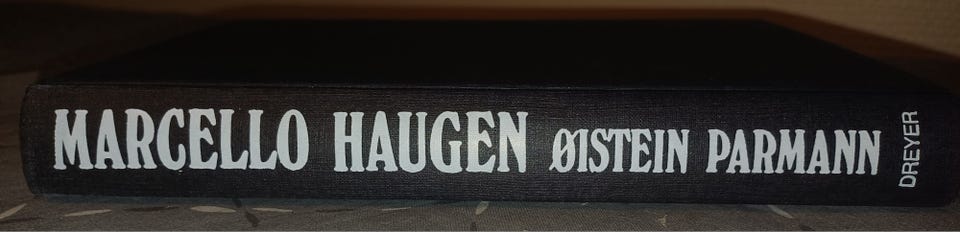 MARCELLO HAUGEN ØISTEIN PARMANN
DREYER